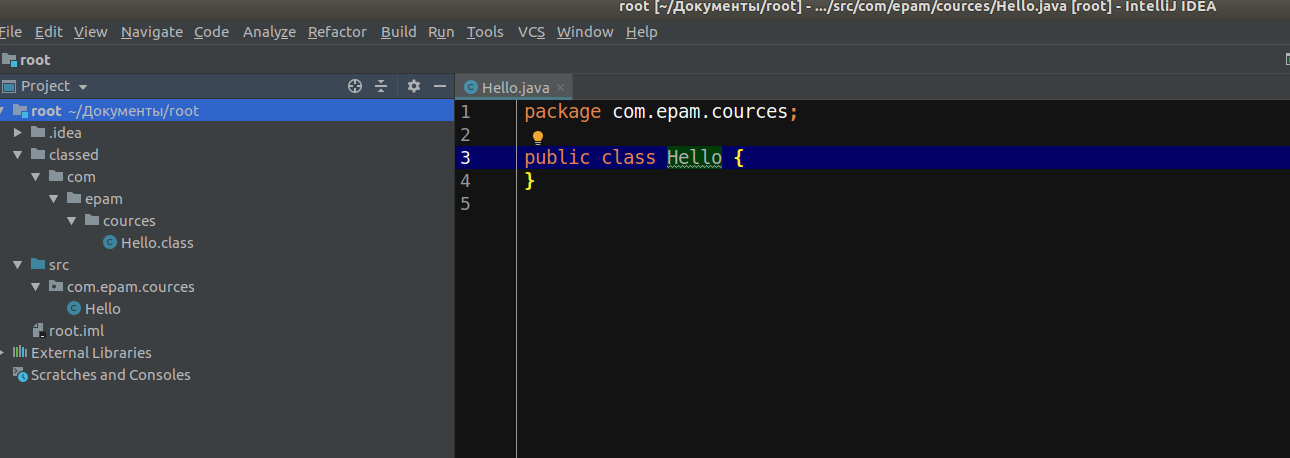 root [~/Документы/root] - .../src/com/epam/cources/Hello.java [root] - IntelliJ IDEA
File Edit View Navigate Code Analyze Refactor Build Run Tools VCS Window Help
root
Project
Hello.java
root ~/Документы/root
.idea
classed
com
epam
cources
Hello.class
src
com.epam.cources
Hello
root.iml
External Libraries
Scratches and Consoles
1 package com.epam.cources;
2
3 public class Hello {
4 }
5